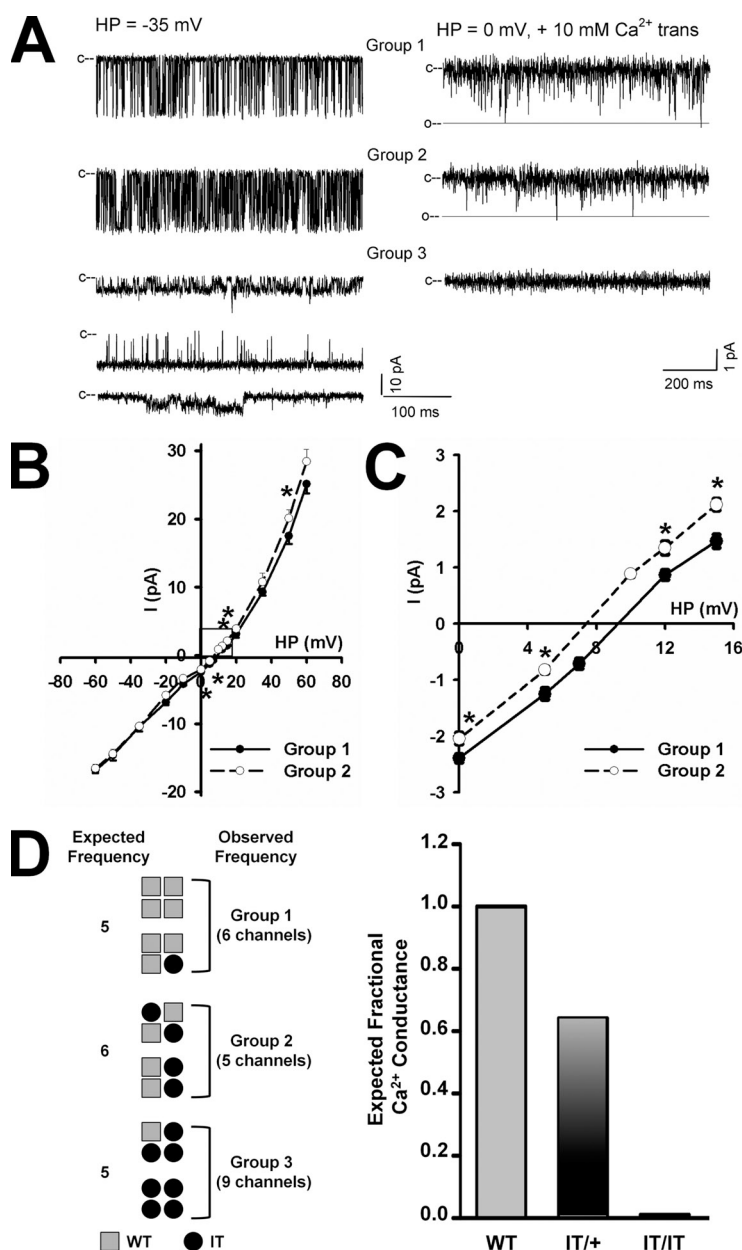 A
HP = -35 mV
HP = 0 mV, + 10 mM Ca2+ trans
Group 1
c--
c--
o--
Group 2
c--
c--
o--
Group 3
c--
c--
c--
c--
10 pA
100 ms
1 pA
200 ms
B
I (pA)
30
20
10
0
-10
-20
-80 -60 -40 -20 0 20 40 60 80
HP (mV)
* * * * *
Group 1
Group 2
C
I (pA)
3
2
1
0
-1
-2
-3
0 4 8 12 16
HP (mV)
* * * *
Group 1
Group 2
D
Expected Frequency
Observed Frequency
5
Group 1
(6 channels)
6
Group 2
(5 channels)
5
Group 3
(9 channels)
WT
IT
Expected Fractional
Ca2+ Conductance
1.2
1.0
0.8
0.6
0.4
0.2
0.0
WT IT/+ IT/IT